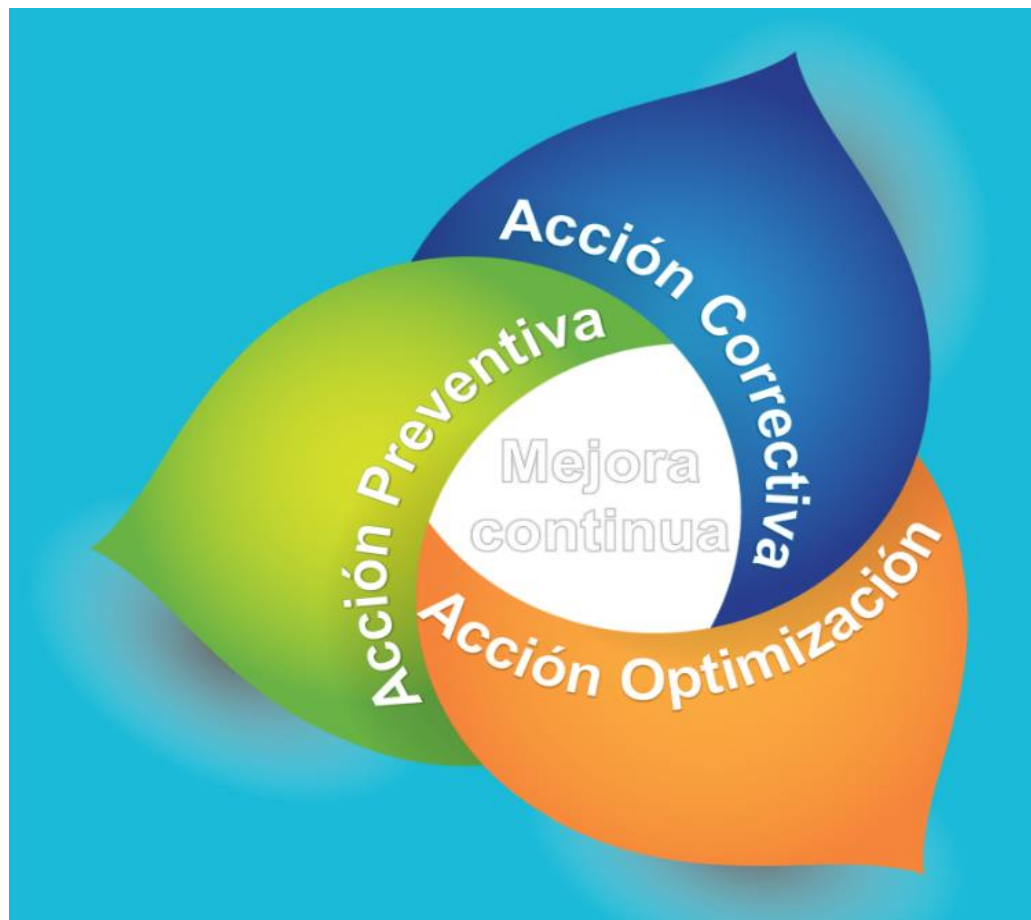 Acción Correctiva
Acción Preventiva
Mejora
continua
Acción Optimización